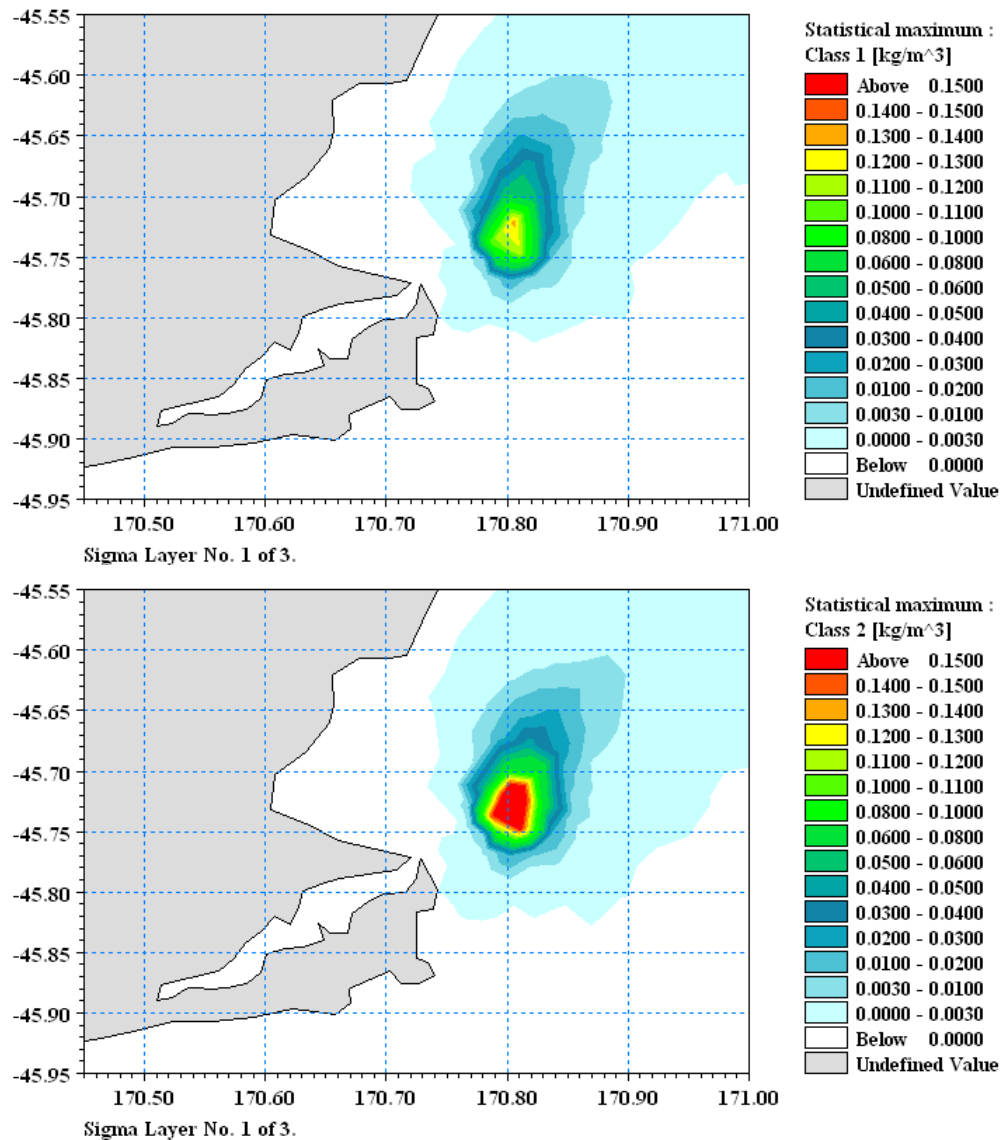 -45.55
-45.60
-45.65
-45.70
-45.75
-45.80
-45.85
-45.90
-45.95
170.50 170.60 170.70 170.80 170.90 171.00
Sigma Layer No. 1 of 3.
Statistical maximum :
Class 1 [kg/m^3]
Above 0.1500
0.1400 - 0.1500
0.1300 - 0.1400
0.1200 - 0.1300
0.1100 - 0.1200
0.1000 - 0.1100
0.0800 - 0.1000
0.0600 - 0.0800
0.0500 - 0.0600
0.0400 - 0.0500
0.0300 - 0.0400
0.0200 - 0.0300
0.0100 - 0.0200
0.0030 - 0.0100
0.0000 - 0.0030
Below 0.0000
Undefined Value
-45.55
-45.60
-45.65
-45.70
-45.75
-45.80
-45.85
-45.90
-45.95
170.50 170.60 170.70 170.80 170.90 171.00
Sigma Layer No. 1 of 3.
Statistical maximum :
Class 2 [kg/m^3]
Above 0.1500
0.1400 - 0.1500
0.1300 - 0.1400
0.1200 - 0.1300
0.1100 - 0.1200
0.1000 - 0.1100
0.0800 - 0.1000
0.0600 - 0.0800
0.0500 - 0.0600
0.0400 - 0.0500
0.0300 - 0.0400
0.0200 - 0.0300
0.0100 - 0.0200
0.0030 - 0.0100
0.0000 - 0.0030
Below 0.0000
Undefined Value